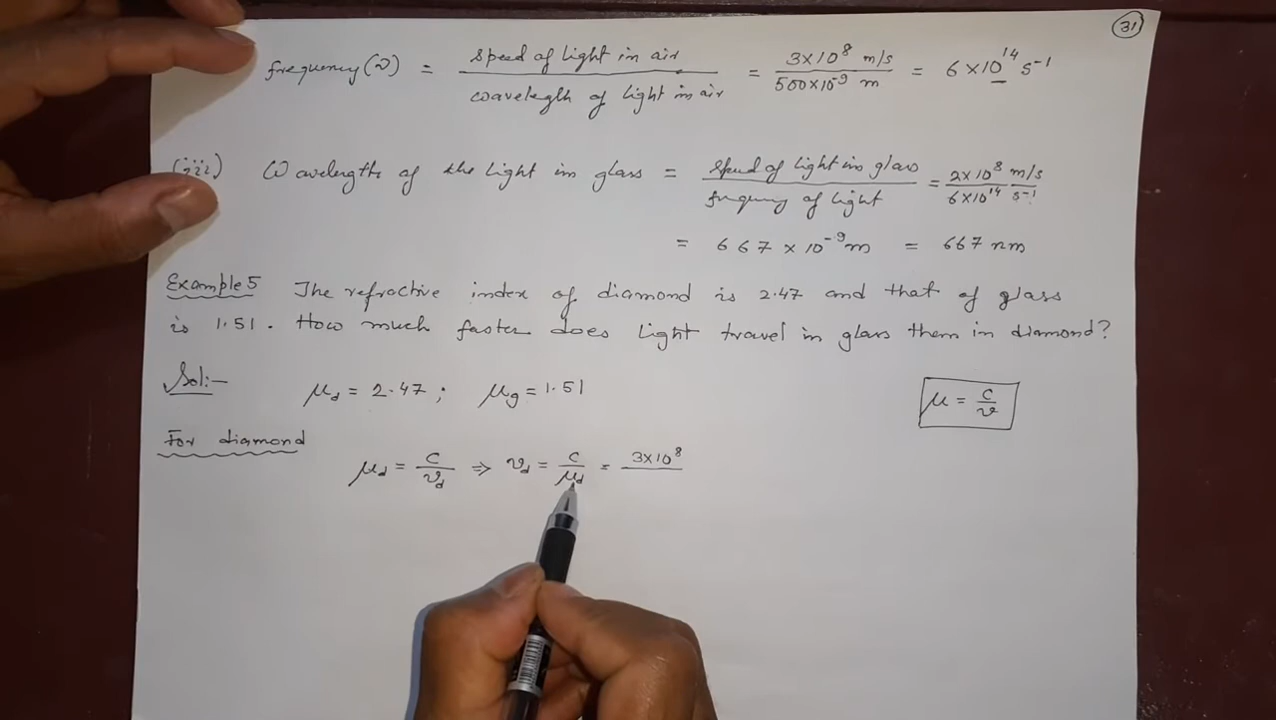 31
frequency (ν) = speed of light in air / wavelength of light in air = 3×10⁸ m/s / 500×10⁻⁹ m = 6×10¹⁴ s⁻¹
(iii) Wavelength of the light in glass = speed of light in glass / frequency of light = 2×10⁸ m/s / 6×10¹⁴ s⁻¹
= 667 × 10⁻⁹ m = 667 nm
Example 5 The refractive index of diamond is 2.47 and that of glass
is 1.51. How much faster does light travel in glass them in diamond?
Sol:- μd = 2.47 ; μg = 1.51
μ = c/v
For diamond
μd = c/vd ⇒ vd = c/μd = 3×10⁸